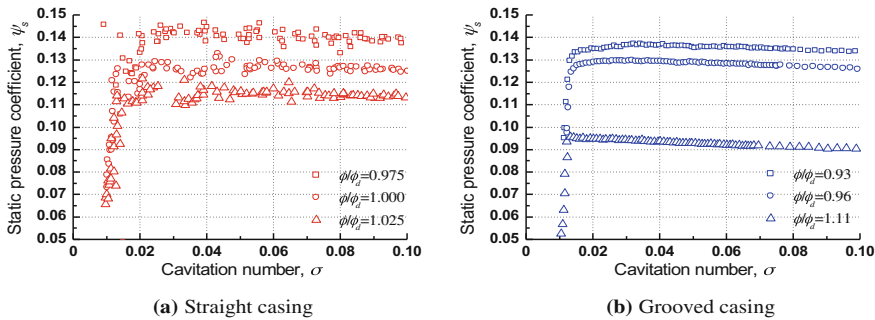 0.15
0.14
0.13
0.12
0.11
0.10
0.09
0.08
0.07
0.06
0.05
Static pressure coefficient, ψs
0 0.02 0.04 0.06 0.08 0.10
Cavitation number, σ
ϕ/ϕd=0.975
ϕ/ϕd=1.000
ϕ/ϕd=1.025
(a) Straight casing
0.15
0.14
0.13
0.12
0.11
0.10
0.09
0.08
0.07
0.06
0.05
Static pressure coefficient, ψs
0 0.02 0.04 0.06 0.08 0.10
Cavitation number, σ
ϕ/ϕd=0.93
ϕ/ϕd=0.96
ϕ/ϕd=1.11
(b) Grooved casing